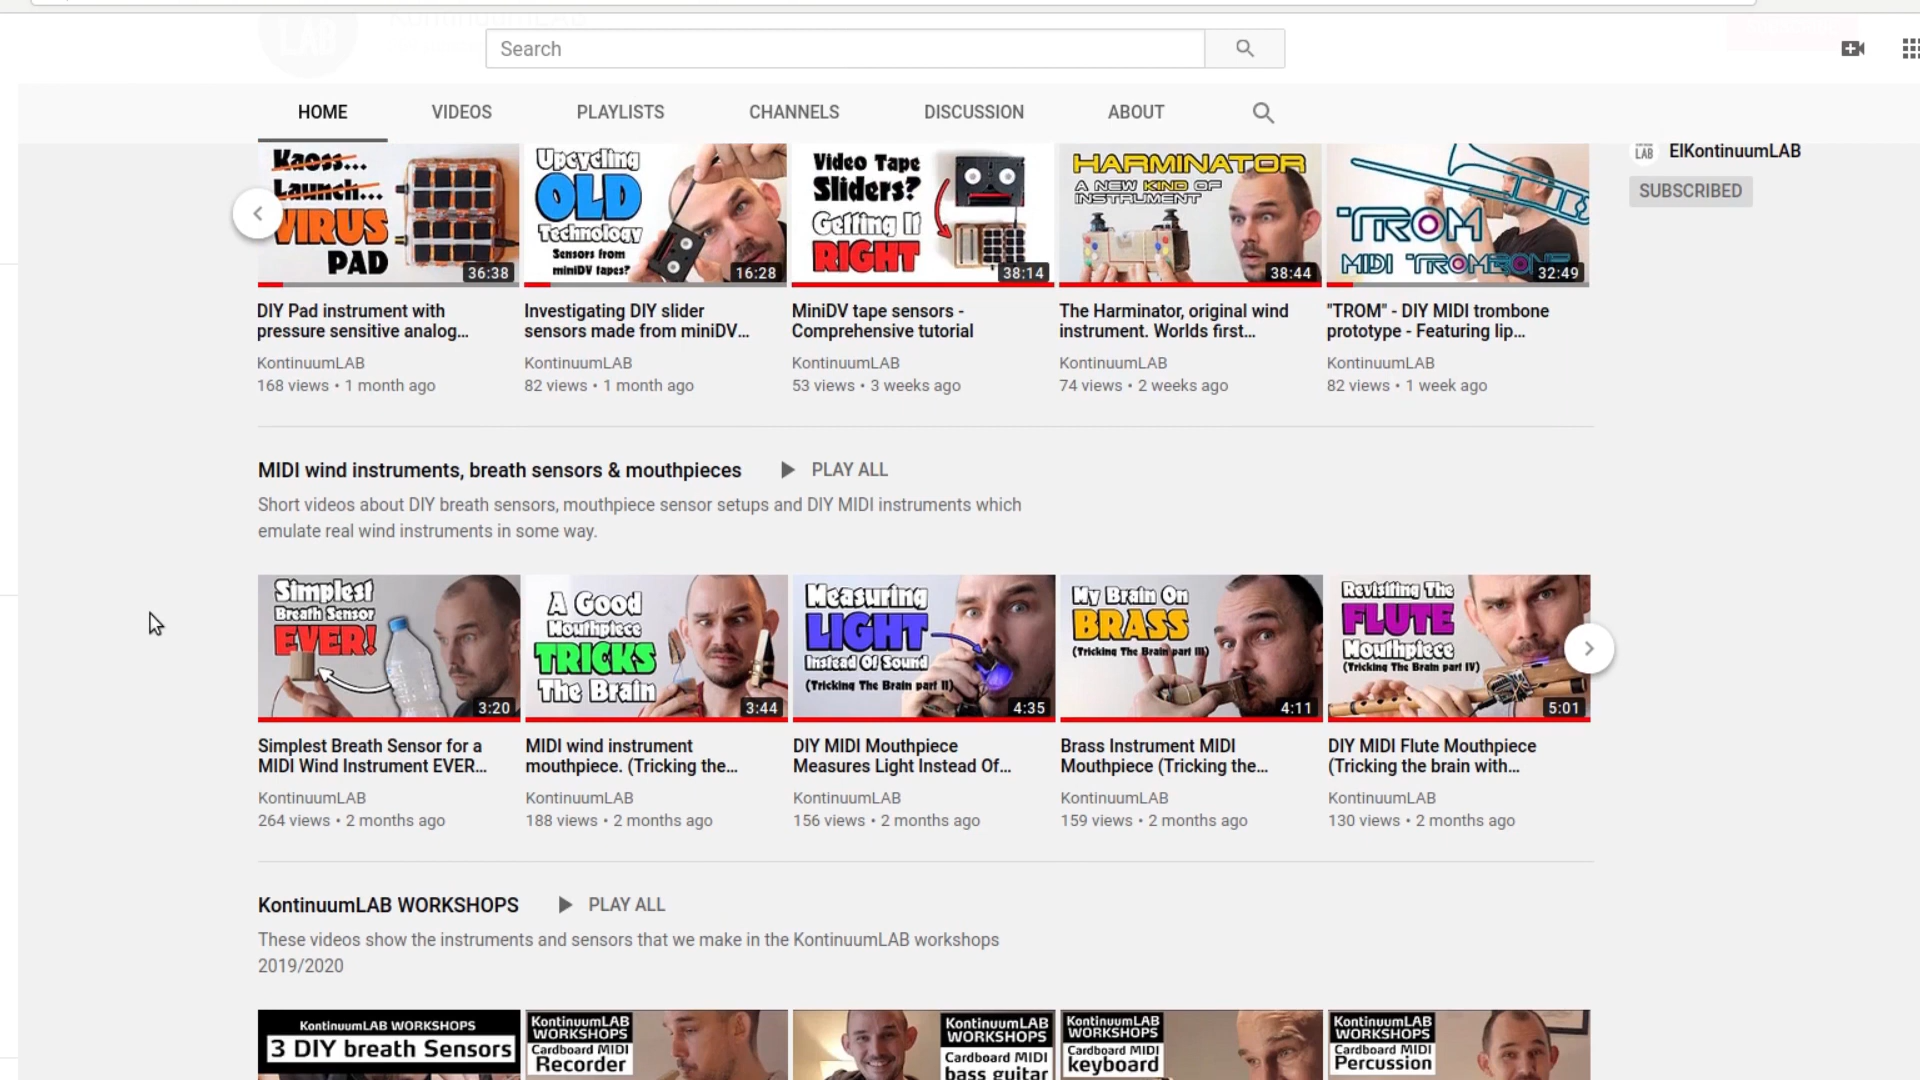 LAB
Search
HOME VIDEOS PLAYLISTS CHANNELS DISCUSSION ABOUT
Kaoss...
Launch...
VIRUS
PAD
36:38
Upcycling
OLD
Technology
Sensors from
miniDV tapes?
16:28
Video Tape
Sliders?
Getting It
RIGHT
38:14
HARMINATOR
A NEW KIND OF
INSTRUMENT
38:44
TROM
MIDI TROMBONE
32:49
LAB ElKontinuumLAB
SUBSCRIBED
DIY Pad instrument with
pressure sensitive analog...
KontinuumLAB
168 views • 1 month ago
Investigating DIY slider
sensors made from miniDV...
KontinuumLAB
82 views • 1 month ago
MiniDV tape sensors -
Comprehensive tutorial
KontinuumLAB
53 views • 3 weeks ago
The Harminator, original wind
instrument. Worlds first...
KontinuumLAB
74 views • 2 weeks ago
"TROM" - DIY MIDI trombone
prototype - Featuring lip...
KontinuumLAB
82 views • 1 week ago
MIDI wind instruments, breath sensors & mouthpieces PLAY ALL
Short videos about DIY breath sensors, mouthpiece sensor setups and DIY MIDI instruments which
emulate real wind instruments in some way.
Simplest
Breath Sensor
EVER!
3:20
A Good
Mouthpiece
TRICKS
The Brain
3:44
Measuring
LIGHT
Instead Of Sound
(Tricking The Brain part II)
4:35
My Brain On
BRASS
(Tricking The Brain part III)
4:11
Revisiting The
FLUTE
Mouthpiece
(Tricking The Brain part IV)
5:01
Simplest Breath Sensor for a
MIDI Wind Instrument EVER...
KontinuumLAB
264 views • 2 months ago
MIDI wind instrument
mouthpiece. (Tricking the...
KontinuumLAB
188 views • 2 months ago
DIY MIDI Mouthpiece
Measures Light Instead Of...
KontinuumLAB
156 views • 2 months ago
Brass Instrument MIDI
Mouthpiece (Tricking the...
KontinuumLAB
159 views • 2 months ago
DIY MIDI Flute Mouthpiece
(Tricking the brain with...
KontinuumLAB
130 views • 2 months ago
KontinuumLAB WORKSHOPS PLAY ALL
These videos show the instruments and sensors that we make in the KontinuumLAB workshops
2019/2020
KontinuumLAB WORKSHOPS
3 DIY breath Sensors
KontinuumLAB
WORKSHOPS
Cardboard MIDI
Recorder
KontinuumLAB
WORKSHOPS
Cardboard MIDI
bass guitar
KontinuumLAB
WORKSHOPS
Cardboard MIDI
keyboard
KontinuumLAB
WORKSHOPS
Cardboard MIDI
Percussion